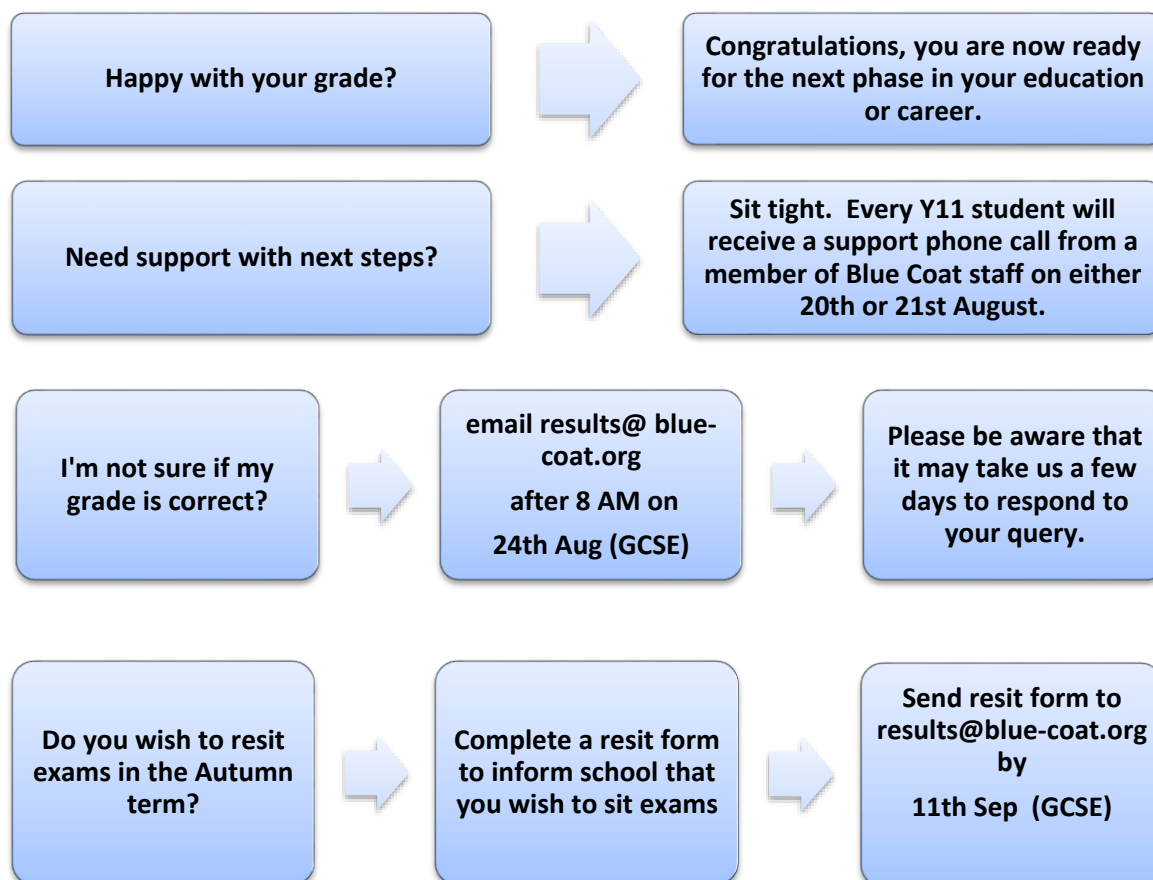 Happy with your grade?
Congratulations, you are now ready
for the next phase in your education
or career.
Need support with next steps?
Sit tight.  Every Y11 student will
receive a support phone call from a
member of Blue Coat staff on either
20th or 21st August.
I'm not sure if my
grade is correct?
email results@ blue-
coat.org
after 8 AM on
24th Aug (GCSE)
Please be aware that
it may take us a few
days to respond to
your query.
Do you wish to resit
exams in the Autumn
term?
Complete a resit form
to inform school that
you wish to sit exams
Send resit form to
results@blue-coat.org
by
11th Sep  (GCSE)